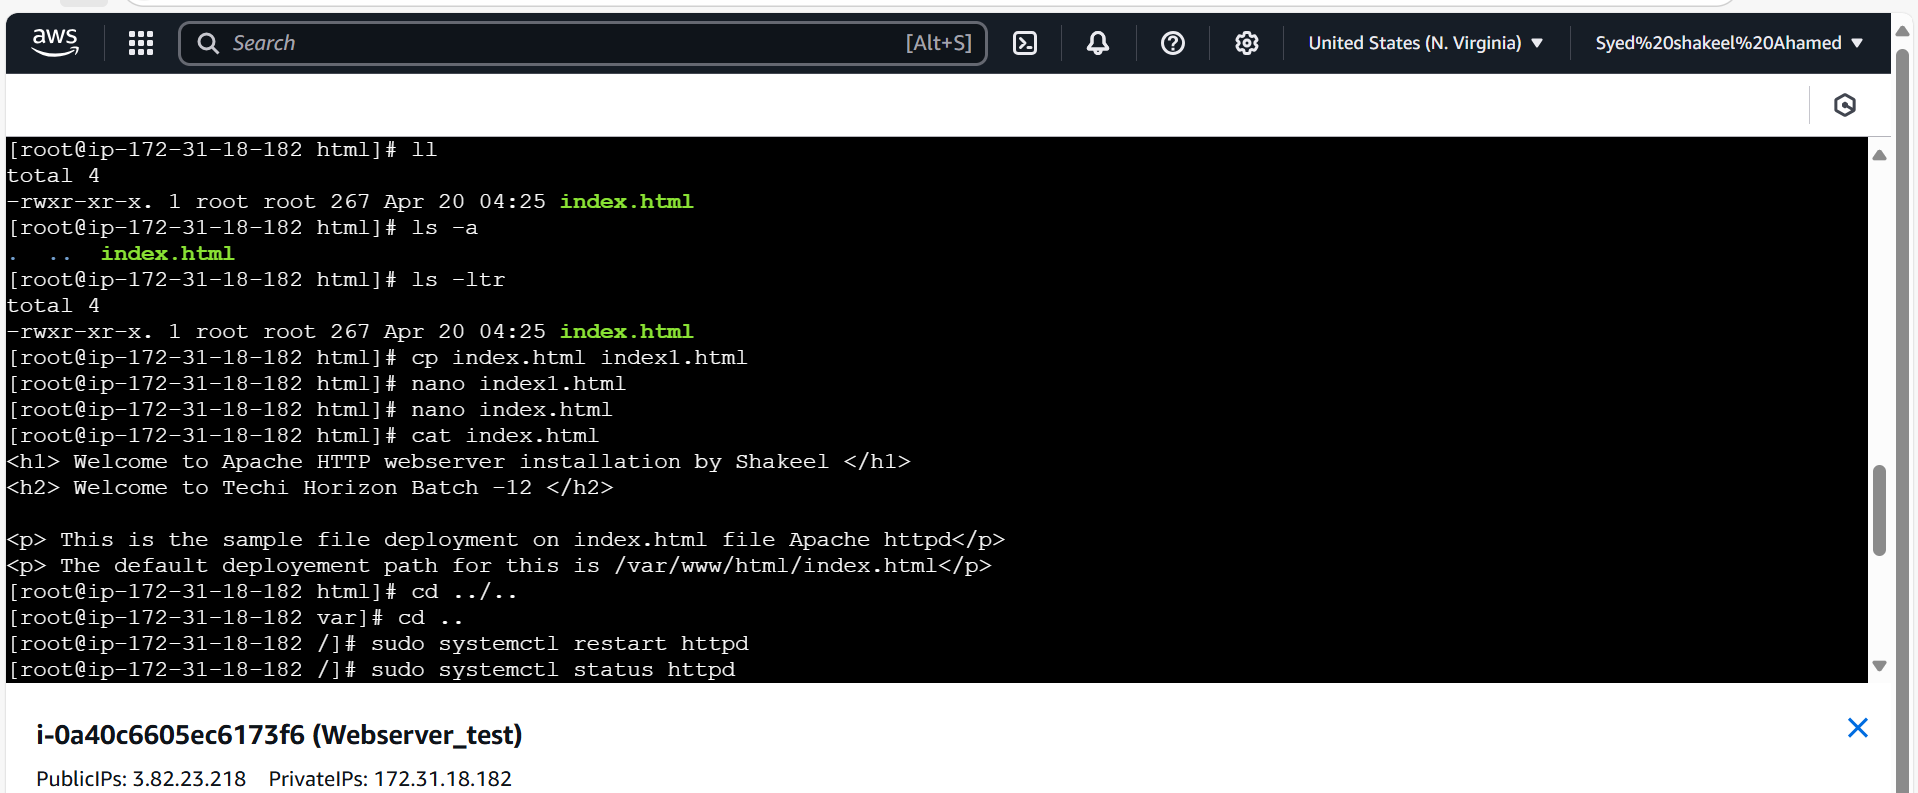 aws
Search [Alt+S]
United States (N. Virginia)
Syed%20shakeel%20Ahamed
[root@ip-172-31-18-182 html]# ll
total 4
-rwxr-xr-x. 1 root root 267 Apr 20 04:25 index.html
[root@ip-172-31-18-182 html]# ls -a
.  ..  index.html
[root@ip-172-31-18-182 html]# ls -ltr
total 4
-rwxr-xr-x. 1 root root 267 Apr 20 04:25 index.html
[root@ip-172-31-18-182 html]# cp index.html index1.html
[root@ip-172-31-18-182 html]# nano index1.html
[root@ip-172-31-18-182 html]# nano index.html
[root@ip-172-31-18-182 html]# cat index.html
<h1> Welcome to Apache HTTP webserver installation by Shakeel </h1>
<h2> Welcome to Techi Horizon Batch -12 </h2>
<p> This is the sample file deployment on index.html file Apache httpd</p>
<p> The default deployement path for this is /var/www/html/index.html</p>
[root@ip-172-31-18-182 html]# cd ../..
[root@ip-172-31-18-182 var]# cd ..
[root@ip-172-31-18-182 /]# sudo systemctl restart httpd
[root@ip-172-31-18-182 /]# sudo systemctl status httpd
i-0a40c6605ec6173f6 (Webserver_test)
PublicIPs: 3.82.23.218 PrivateIPs: 172.31.18.182